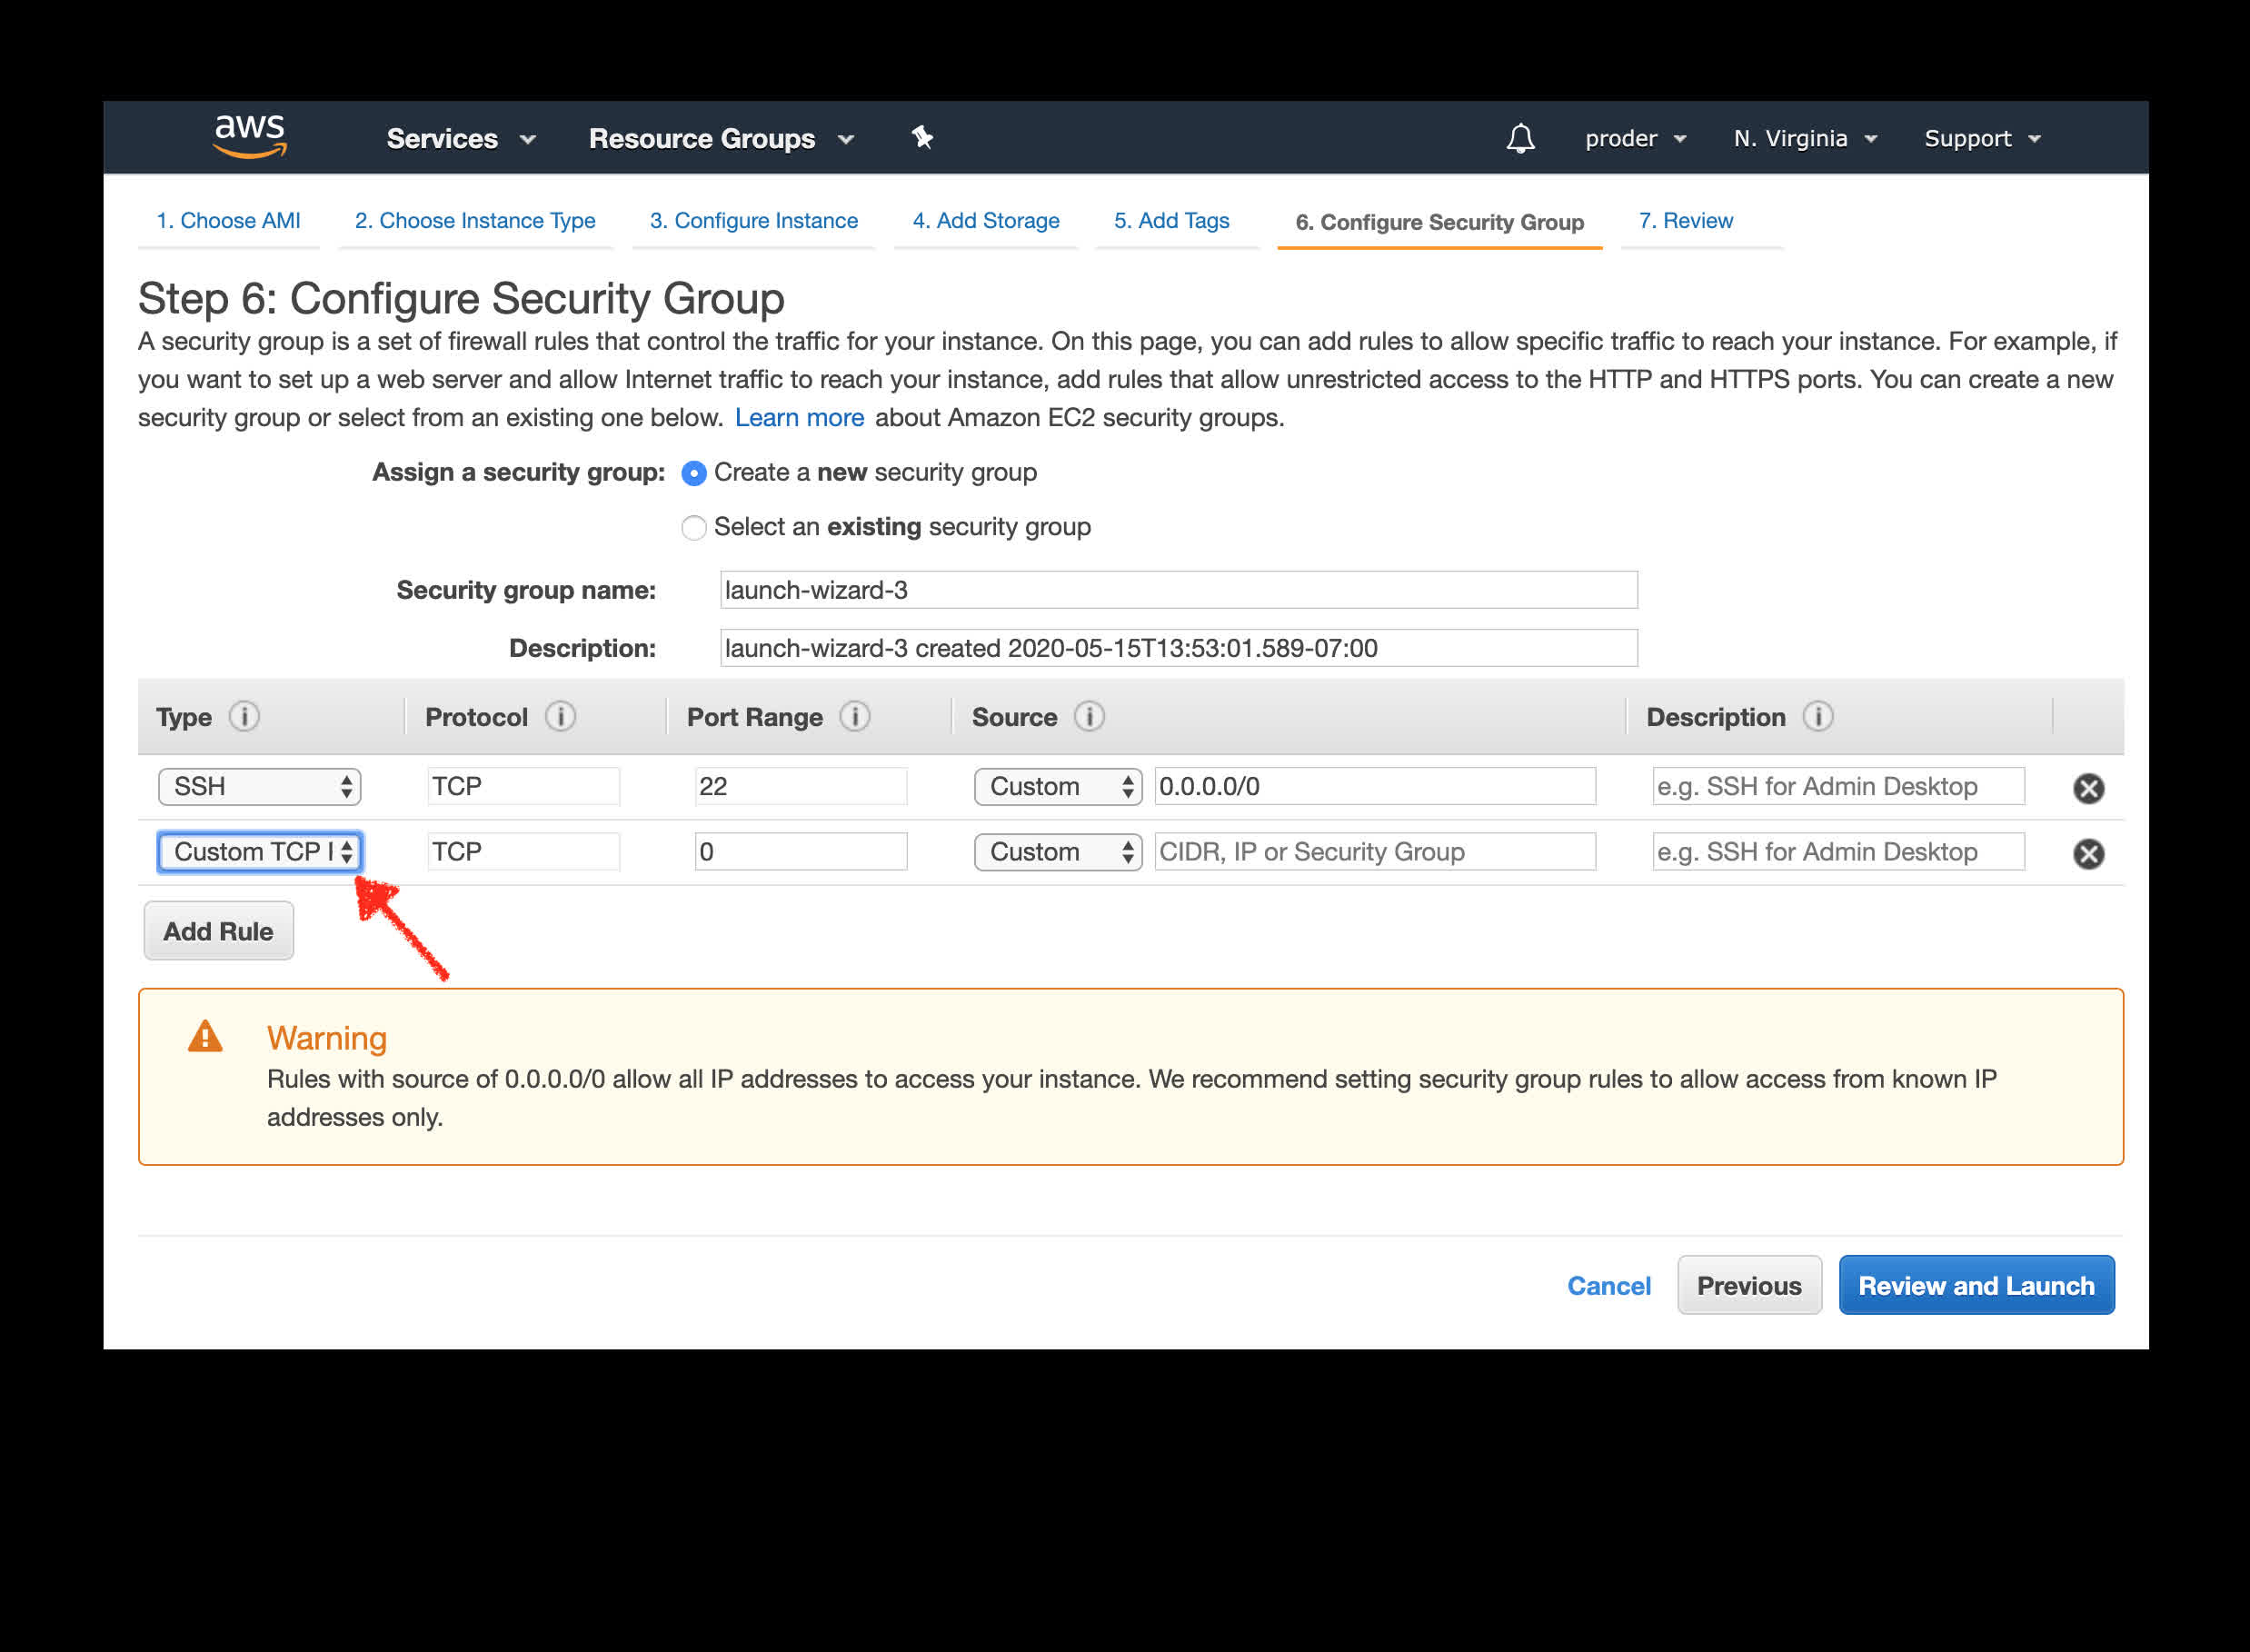 aws Services Resource Groups proder N. Virginia Support
1. Choose AMI 2. Choose Instance Type 3. Configure Instance 4. Add Storage 5. Add Tags 6. Configure Security Group 7. Review
Step 6: Configure Security Group
A security group is a set of firewall rules that control the traffic for your instance. On this page, you can add rules to allow specific traffic to reach your instance. For example, if
you want to set up a web server and allow Internet traffic to reach your instance, add rules that allow unrestricted access to the HTTP and HTTPS ports. You can create a new
security group or select from an existing one below. Learn more about Amazon EC2 security groups.
Assign a security group: Create a new security group
Select an existing security group
Security group name: launch-wizard-3
Description: launch-wizard-3 created 2020-05-15T13:53:01.589-07:00
Type i Protocol i Port Range i Source i Description i
SSH TCP 22 Custom 0.0.0.0/0 e.g. SSH for Admin Desktop
Custom TCP TCP 0 Custom CIDR, IP or Security Group e.g. SSH for Admin Desktop
Add Rule
Warning
Rules with source of 0.0.0.0/0 allow all IP addresses to access your instance. We recommend setting security group rules to allow access from known IP
addresses only.
Cancel Previous Review and Launch